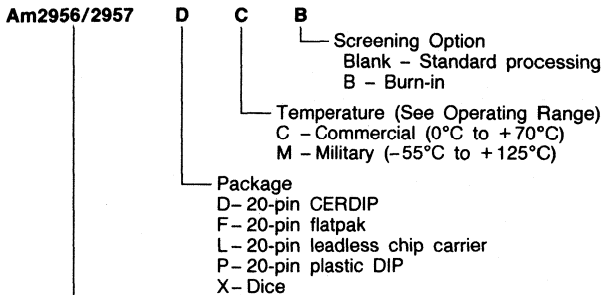 Am2956/2957 D C B
Screening Option
Blank – Standard processing
B – Burn-in
Temperature (See Operating Range)
C – Commercial (0°C to +70°C)
M – Military (–55°C to +125°C)
Package
D– 20-pin CERDIP
F – 20-pin flatpak
L – 20-pin leadless chip carrier
P – 20-pin plastic DIP
X – Dice